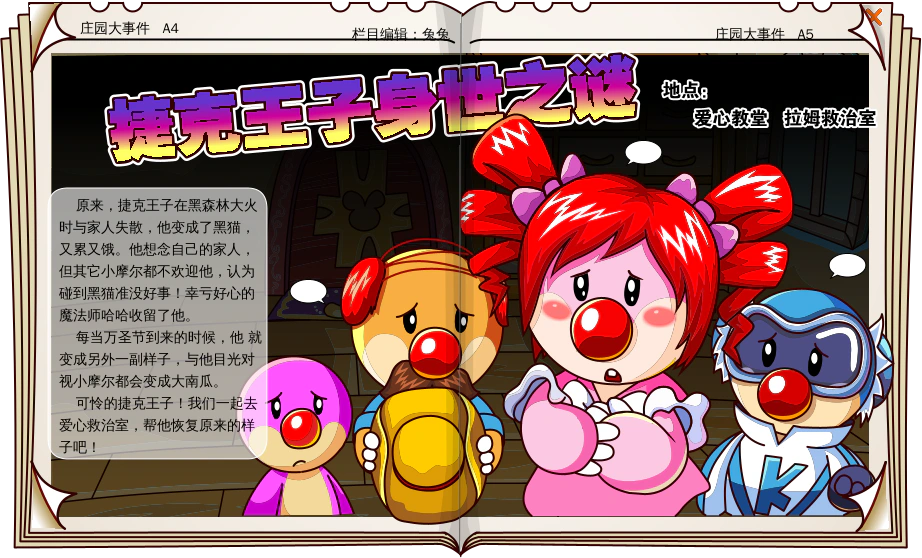 庄园大事件 A4
栏目编辑：兔兔
庄园大事件 A5
捷克王子身世之谜
地点：
爱心教堂 拉姆救治室
原来，捷克王子在黑森林大火
时与家人失散，他变成了黑猫，
又累又饿。他想念自己的家人，
但其它小摩尔都不欢迎他，认为
碰到黑猫准没好事！幸亏好心的
魔法师哈哈收留了他。
每当万圣节到来的时候，他 就
变成另外一副样子，与他目光对
视小摩尔都会变成大南瓜。
可怜的捷克王子！我们一起去
爱心救治室，帮他恢复原来的样
子吧！
K